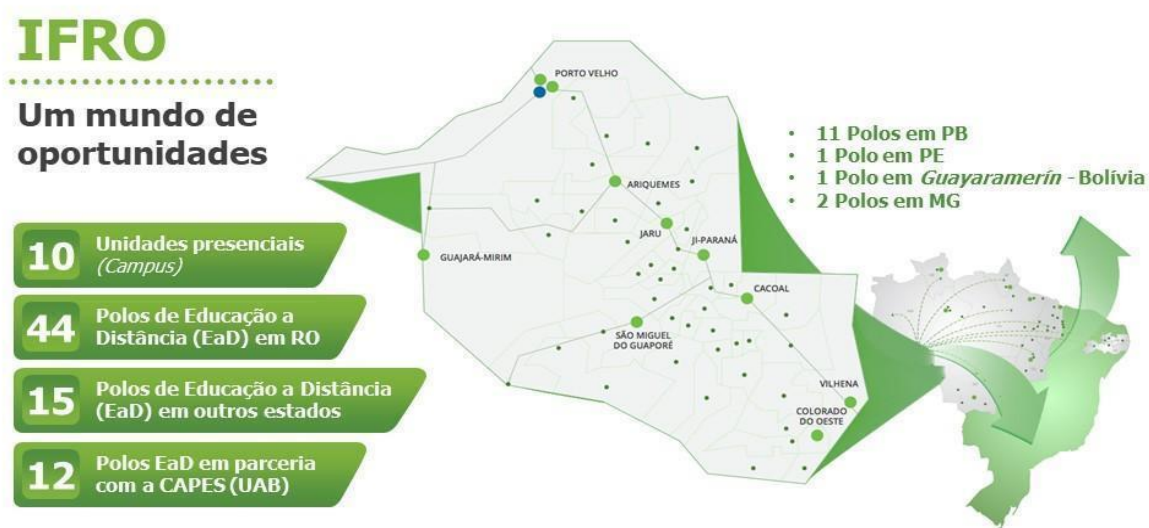 IFRO
Um mundo de
oportunidades
10
Unidades presenciais
(Campus)
44
Polos de Educação a
Distância (EaD) em RO
15
Polos de Educação a Distância
(EaD) em outros estados
12
Polos EaD em parceria
com a CAPES (UAB)
PORTO VELHO
ARIQUEMES
JARU
JI-PARANÁ
GUAJARÁ-MIRIM
CACOAL
SÃO MIGUEL
DO GUAPORÉ
VILHENA
COLORADO
DO OESTE
• 11 Polos em PB
• 1 Polo em PE
• 1 Polo em Guayaramerín - Bolívia
• 2 Polos em MG